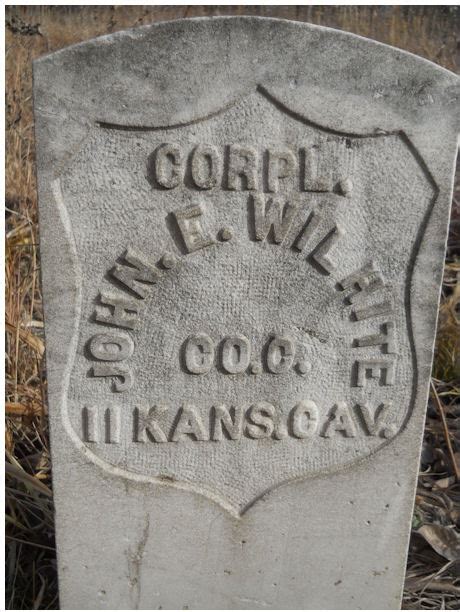 CORPL.
JOHN. E. WILHITE
CO. C.
11 KANS. CAV.